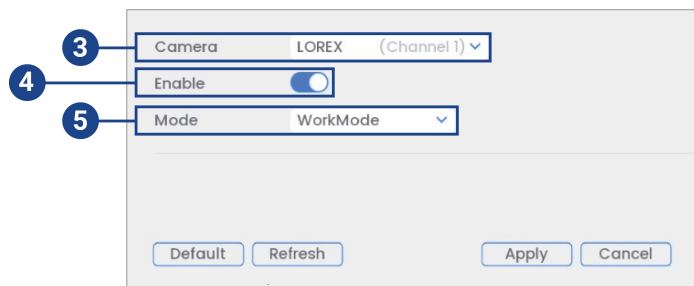 3 Camera LOREX (Channel 1)
4 Enable
5 Mode WorkMode
Default Refresh Apply Cancel